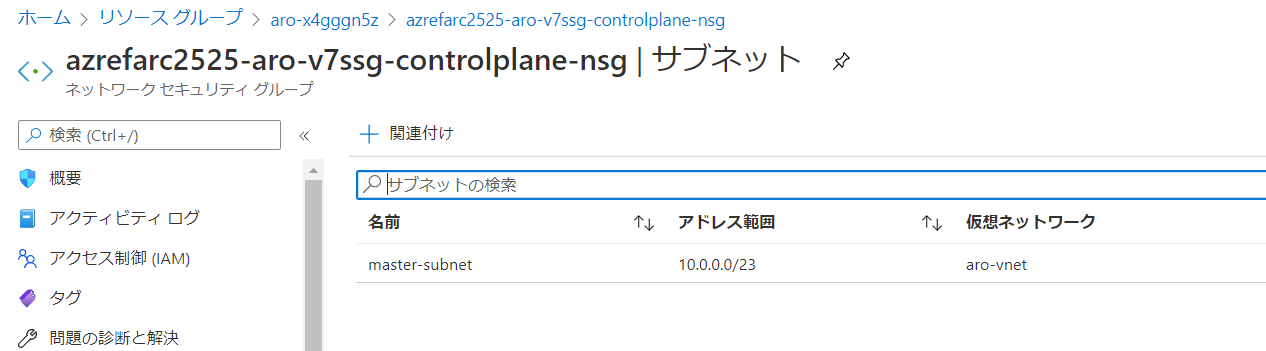 ホーム > リソース グループ > aro-x4gggn5z > azrefarc2525-aro-v7ssg-controlplane-nsg
azrefarc2525-aro-v7ssg-controlplane-nsg | サブネット
ネットワーク セキュリティ グループ
検索 (Ctrl+/)
«
関連付け
概要
アクティビティ ログ
アクセス制御 (IAM)
タグ
問題の診断と解決
サブネットの検索
名前 ↑↓ アドレス範囲 ↑↓ 仮想ネットワーク
master-subnet 10.0.0.0/23 aro-vnet